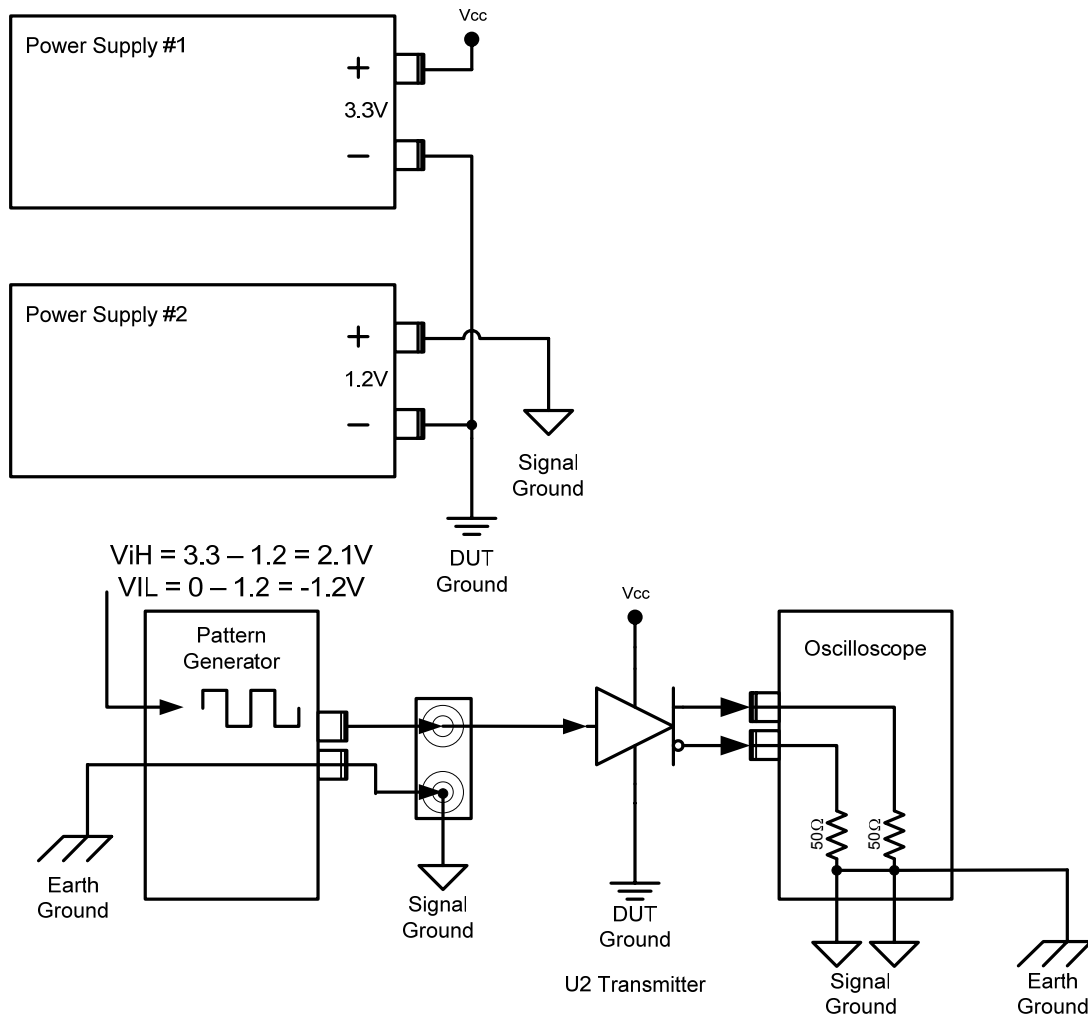 Vcc
Power Supply #1
+
3.3V
–
Power Supply #2
+
1.2V
–
Signal
Ground
DUT
Ground
ViH = 3.3 – 1.2 = 2.1V
VIL = 0 – 1.2 = -1.2V
Vcc
Pattern
Generator
Oscilloscope
50Ω
50Ω
Earth
Ground
Signal
Ground
DUT
Ground
U2 Transmitter
Signal
Ground
Earth
Ground